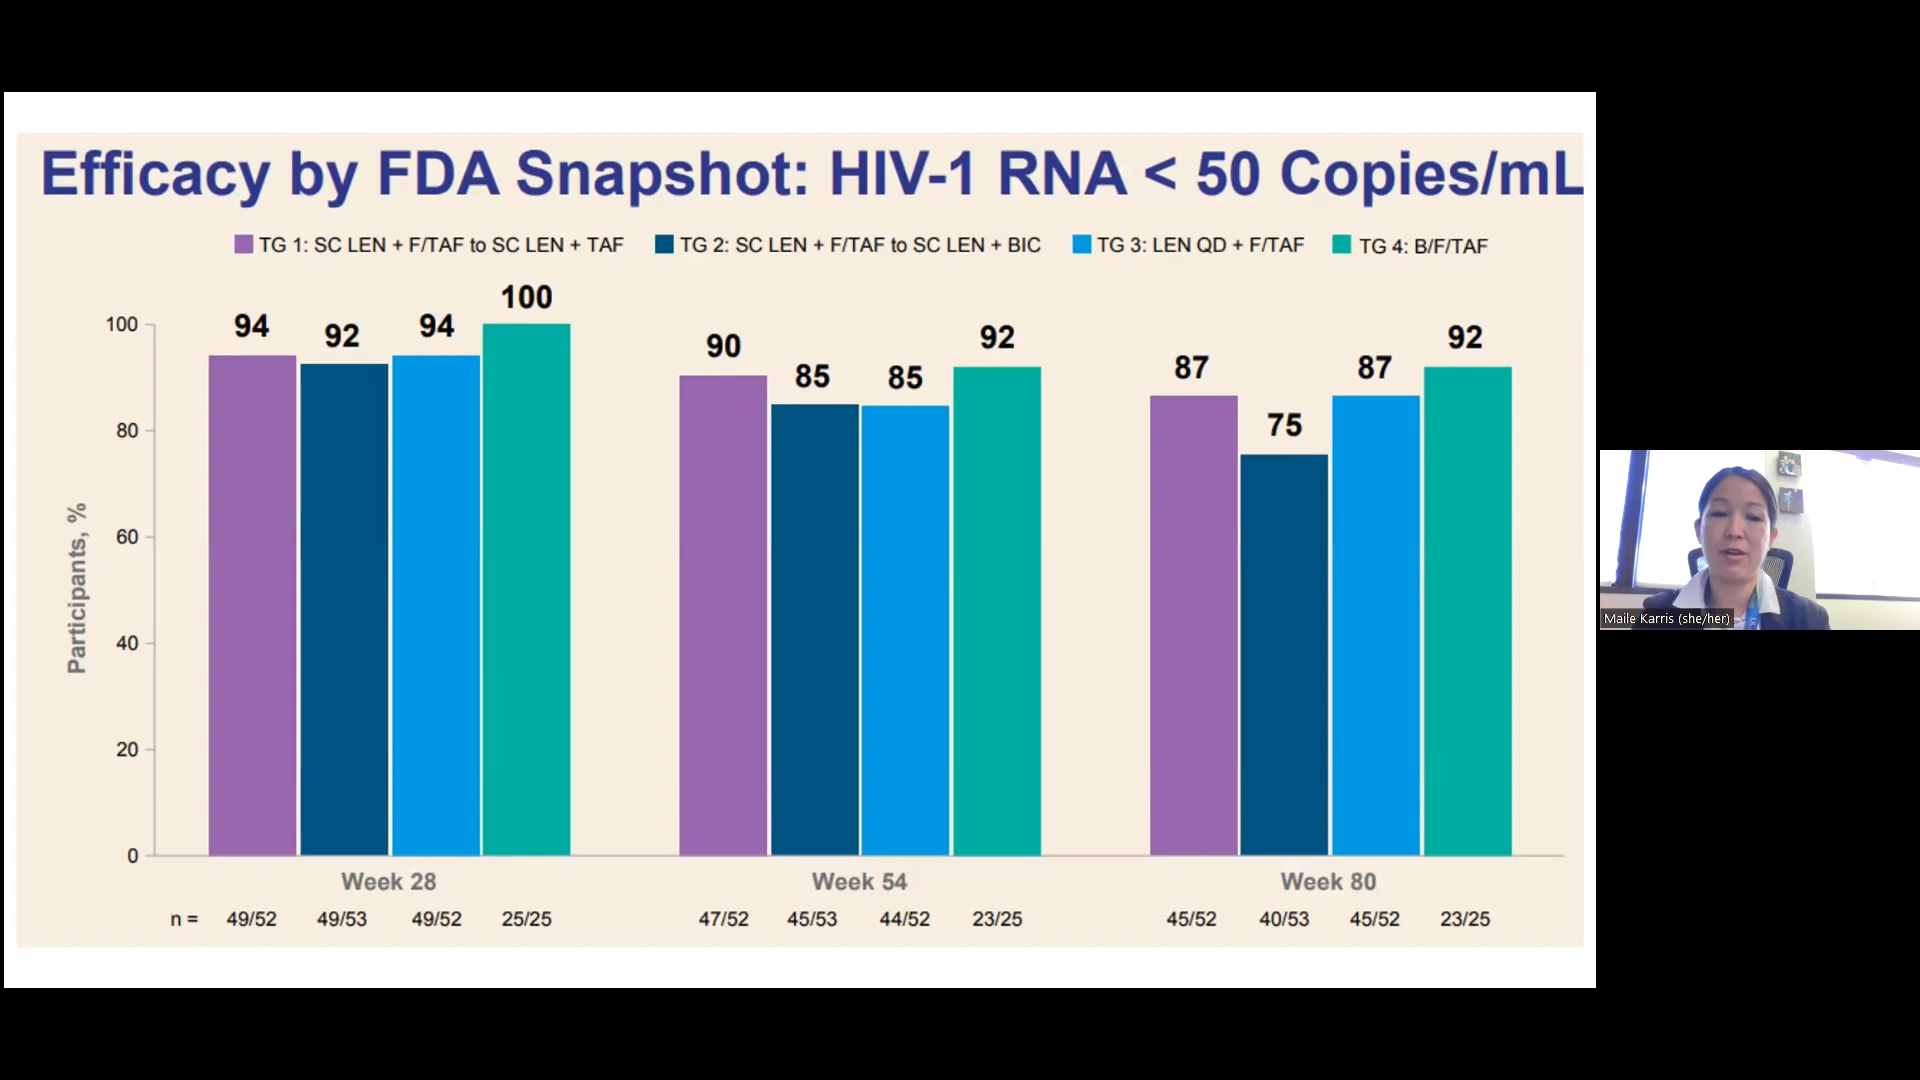 Efficacy by FDA Snapshot: HIV-1 RNA < 50 Copies/mL
TG 1: SC LEN + F/TAF to SC LEN + TAF TG 2: SC LEN + F/TAF to SC LEN + BIC TG 3: LEN QD + F/TAF TG 4: B/F/TAF
Participants, %
100
80
60
40
20
0
94 92 94 100
90 85 85 92
87 75 87 92
Week 28 Week 54 Week 80
n = 49/52 49/53 49/52 25/25 47/52 45/53 44/52 23/25 45/52 40/53 45/52 23/25
Maile Karris (she/her)